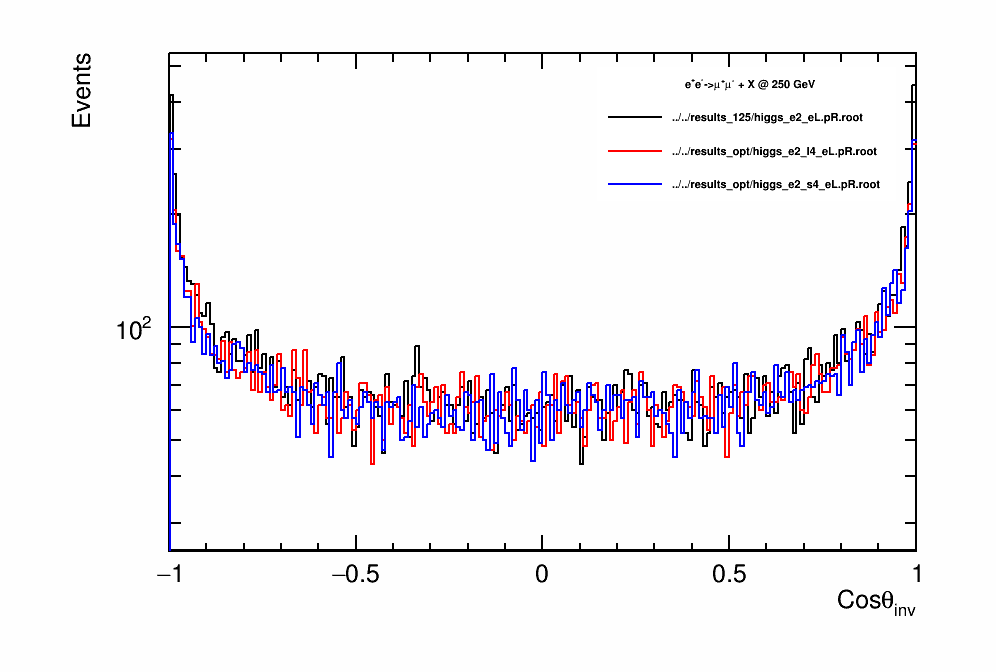 Events
e+e-->μ+μ- + X @ 250 GeV
../../results_125/higgs_e2_eL.pR.root
../../results_opt/higgs_e2_l4_eL.pR.root
../../results_opt/higgs_e2_s4_eL.pR.root
10²
−1 −0.5 0 0.5 1
Cosθinv